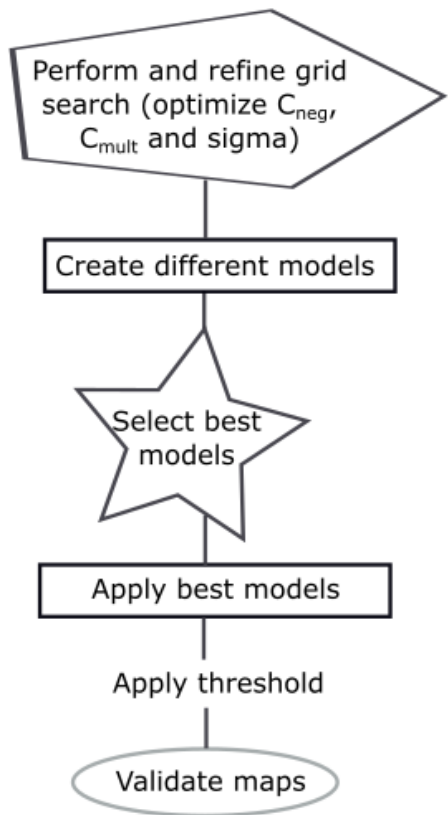 Perform and refine grid
search (optimize Cneg,
Cmult and sigma)
Create different models
Select best
models
Apply best models
Apply threshold
Validate maps